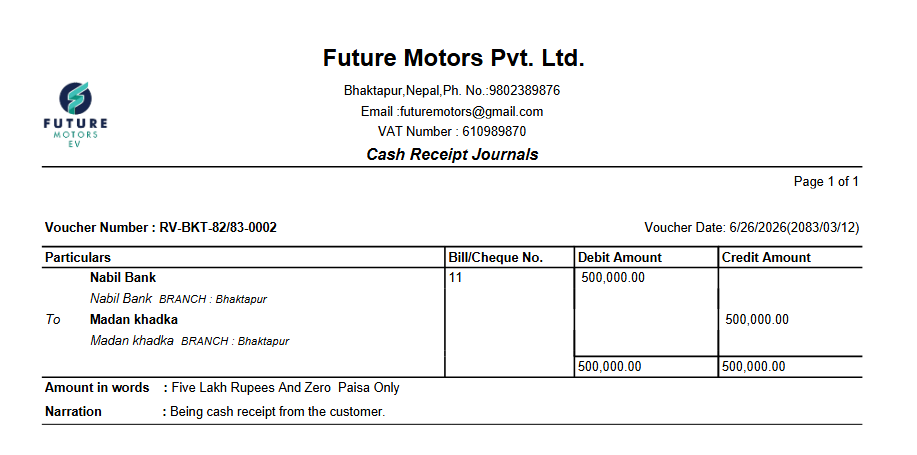 Future Motors Pvt. Ltd.
Bhaktapur,Nepal,Ph. No.:9802389876
Email :futuremotors@gmail.com
VAT Number : 610989870
Cash Receipt Journals
FUTURE
MOTORS
EV
Page 1 of 1
Voucher Number : RV-BKT-82/83-0002 Voucher Date: 6/26/2026(2083/03/12)
Particulars Bill/Cheque No. Debit Amount Credit Amount
Nabil Bank 11 500,000.00
Nabil Bank BRANCH : Bhaktapur
To Madan khadka 500,000.00
Madan khadka BRANCH : Bhaktapur
500,000.00 500,000.00
Amount in words : Five Lakh Rupees And Zero Paisa Only
Narration : Being cash receipt from the customer.